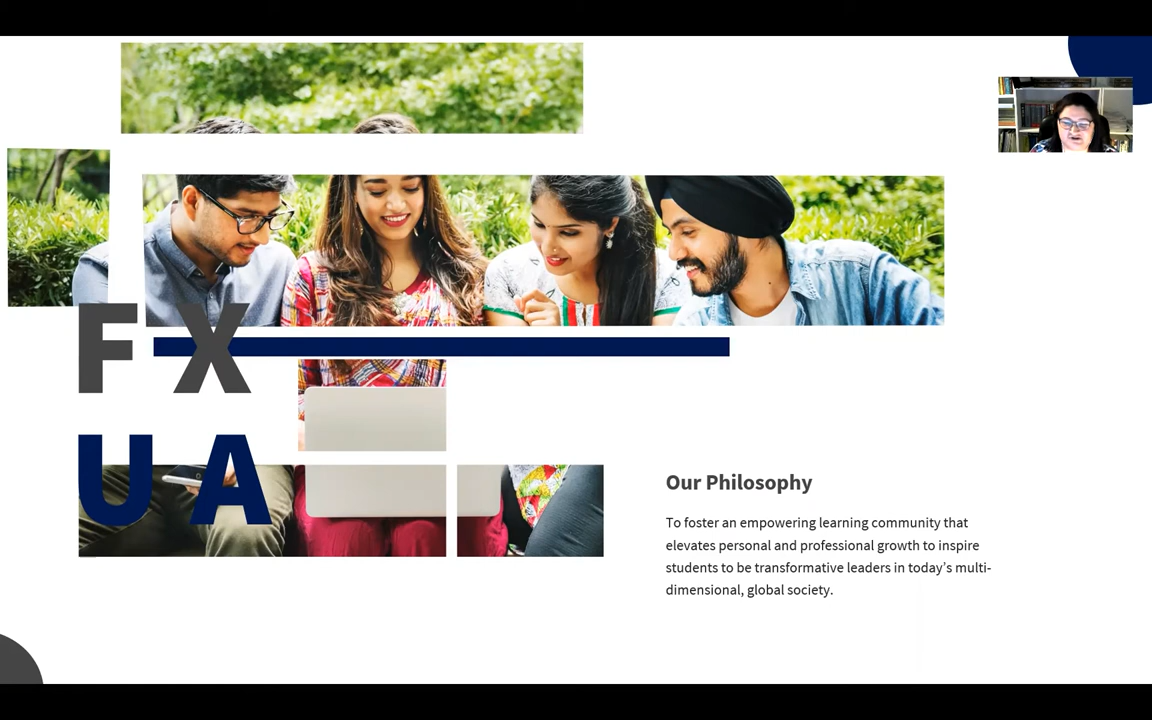 F X
U A
Our Philosophy
To foster an empowering learning community that
elevates personal and professional growth to inspire
students to be transformative leaders in today’s multi-
dimensional, global society.